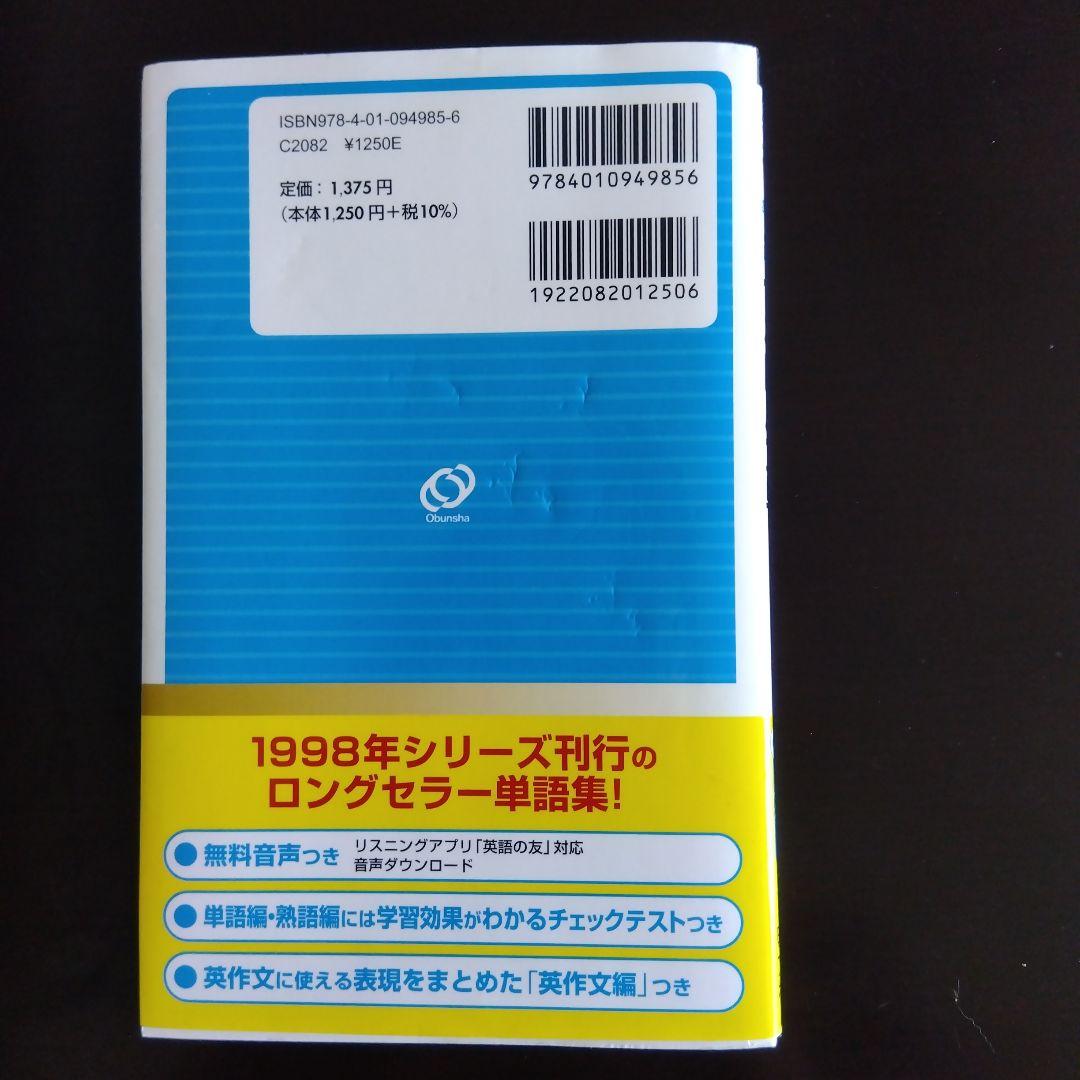 ISBN978-4-01-094985-6
C2082 ¥1250E
定価：1,375円
（本体1,250円＋税10%）
9784010949856
1922082012506
Obunsha
1998年シリーズ刊行の
ロングセラー単語集！
●無料音声つき リスニングアプリ「英語の友」対応
音声ダウンロード
●単語編・熟語編には学習効果がわかるチェックテストつき
●英作文に使える表現をまとめた「英作文編」つき